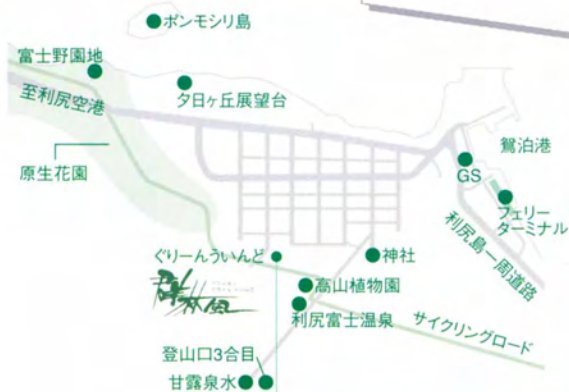 ポンモシリ島
富士野園地
夕日ヶ丘展望台
至利尻空港
鴛泊港
原生花園
GS
フェリー
ターミナル
利尻島一周道路
ぐりーんういんど
神社
高山植物園
利尻富士温泉
サイクリングロード
登山口3合目
甘露泉水